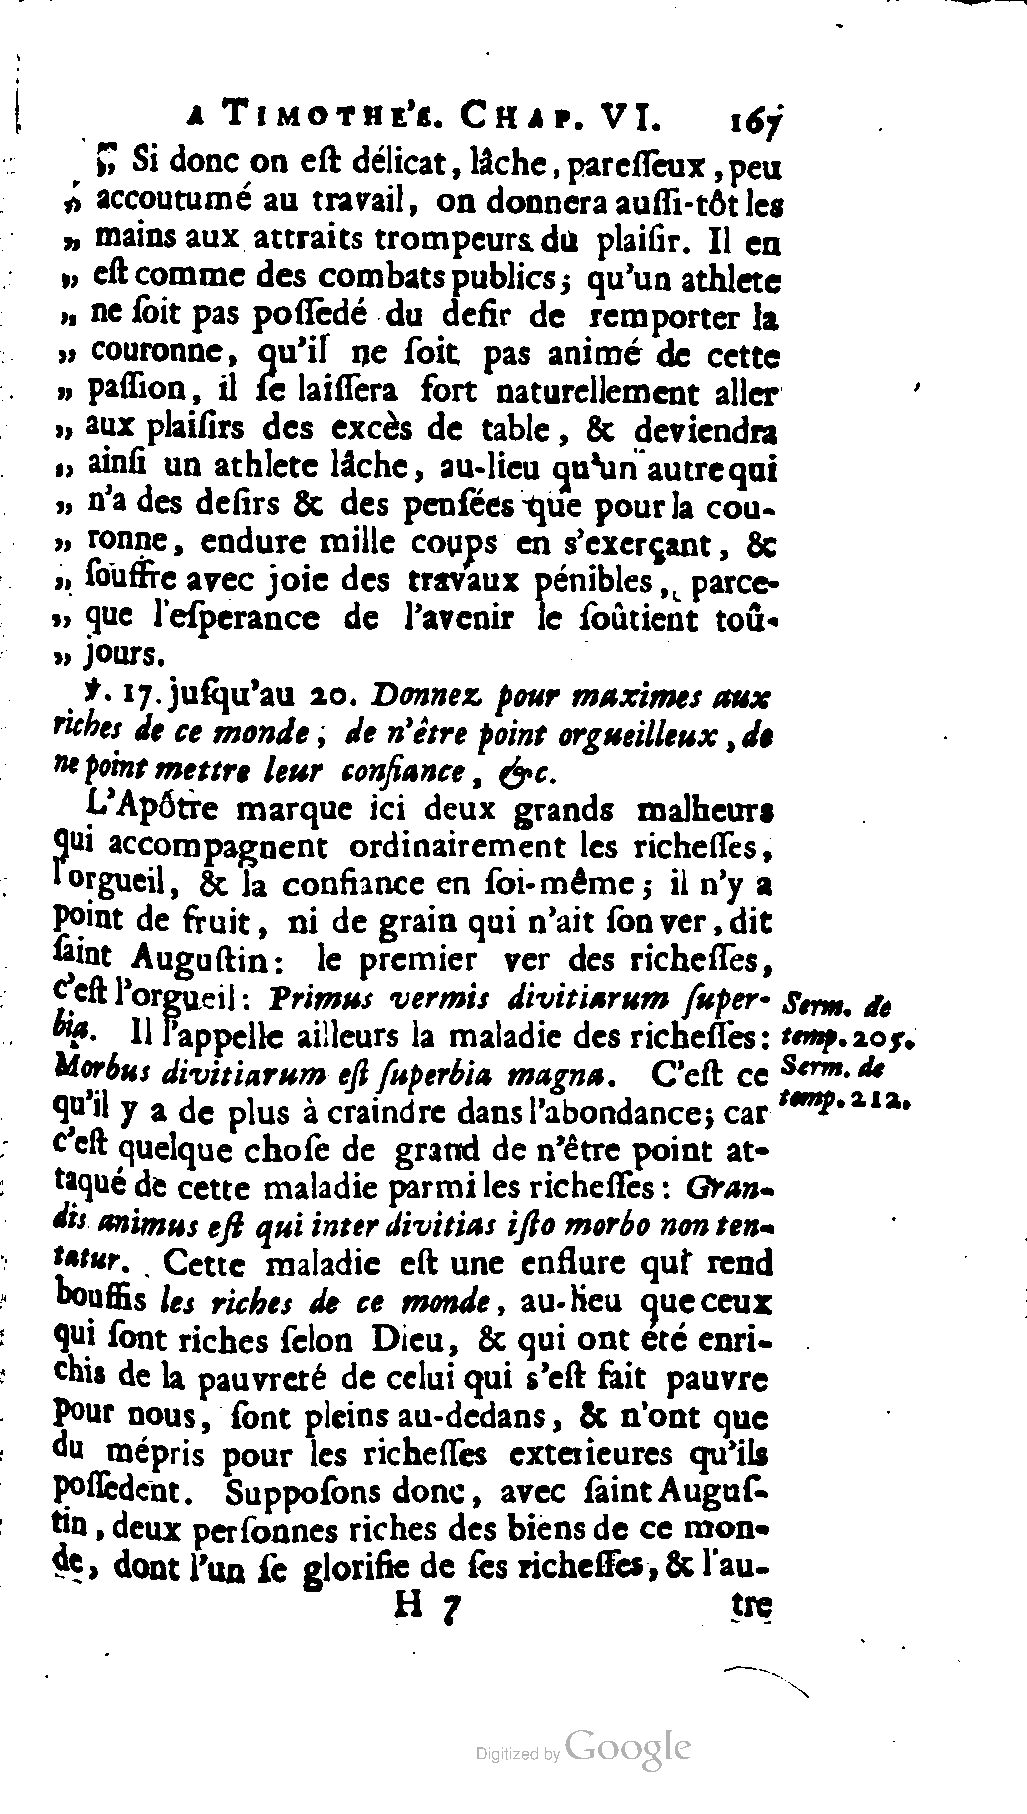 A TIMOTHE'E. CHAP. VI. 167
„ Si donc on eſt délicat, lâche, pareſſeux, peu
„ accoutumé au travail, on donnera auſſi-tôt les
„ mains aux attraits trompeurs du plaiſir. Il en
„ eſt comme des combats publics; qu'un athlete
„ ne ſoit pas poſſedé du deſir de remporter la
„ couronne, qu'il ne ſoit pas animé de cette
„ paſſion, il ſe laiſſera fort naturellement aller
„ aux plaiſirs des excès de table, & deviendra
„ ainſi un athlete lâche, au-lieu qu'un autre qui
„ n'a des deſirs & des penſées que pour la cou-
„ ronne, endure mille coups en s'exerçant, &
„ ſouffre avec joie des travaux pénibles, parce-
„ que l'eſperance de l'avenir le ſoûtient toû-
„ jours.
℣. 17. juſqu'au 20. Donnez pour maximes aux
riches de ce monde; de n'être point orgueilleux, de
ne point mettre leur confiance, &c.
L'Apôtre marque ici deux grands malheurs
qui accompagnent ordinairement les richeſſes,
l'orgueil, & la confiance en ſoi-même; il n'y a
point de fruit, ni de grain qui n'ait ſon ver, dit
ſaint Auguſtin: le premier ver des richeſſes,
c'eſt l'orgueil: Primus vermis divitiarum ſuper-
bia. Il l'appelle ailleurs la maladie des richeſſes:
Morbus divitiarum eſt ſuperbia magna. C'eſt ce
qu'il y a de plus à craindre dans l'abondance; car
c'eſt quelque choſe de grand de n'être point at-
taqué de cette maladie parmi les richeſſes: Gran-
dis animus eſt qui inter divitias iſto morbo non ten-
tatur. Cette maladie eſt une enflure qui rend
bouffis les riches de ce monde, au-lieu que ceux
qui ſont riches ſelon Dieu, & qui ont été enri-
chis de la pauvreté de celui qui s'eſt fait pauvre
pour nous, ſont pleins au-dedans, & n'ont que
du mépris pour les richeſſes exterieures qu'ils
poſſedent. Suppoſons donc, avec ſaint Auguſ-
tin, deux perſonnes riches des biens de ce mon-
de, dont l'un ſe glorifie de ſes richeſſes, & l'au-
H 7 tre
Serm. de
temp. 205.
Serm. de
temp. 212.
Digitized by Google